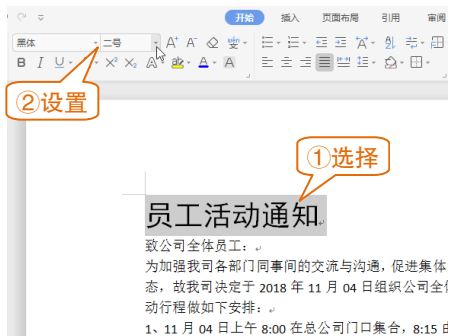 开始 插入 页面布局 引用 审阅
黑体 二号 A⁺ A⁻ 变
B I U A X² X₂ A ab A A
②设置
①选择
员工活动通知
致公司全体员工：
为加强我司各部门同事间的交流与沟通，促进集体
态，故我司决定于 2018 年 11 月 04 日组织公司全
动行程做如下安排：
1、11 月 04 日上午 8:00 在总公司门口集合，8:15